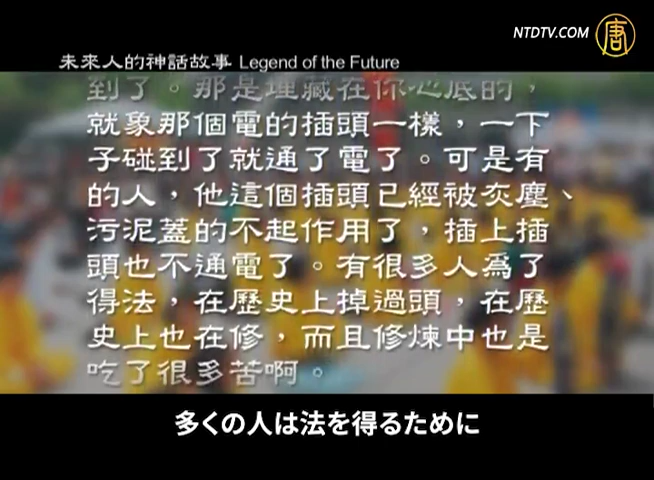 NTDTV.COM 唐
未來人的神話故事 Legend of the Future
到了。那是埋藏在你心底的，
就象那個電的插頭一樣，一下
子碰到了就通了電了。可是有
的人，他這個插頭已經被灰塵、
污泥蓋的不起作用了，插上插
頭也不通電了。有很多人爲了
得法，在歷史上掉過頭，在歷
史上也在修，而且修煉中也是
吃了很多苦啊。
多くの人は法を得るために